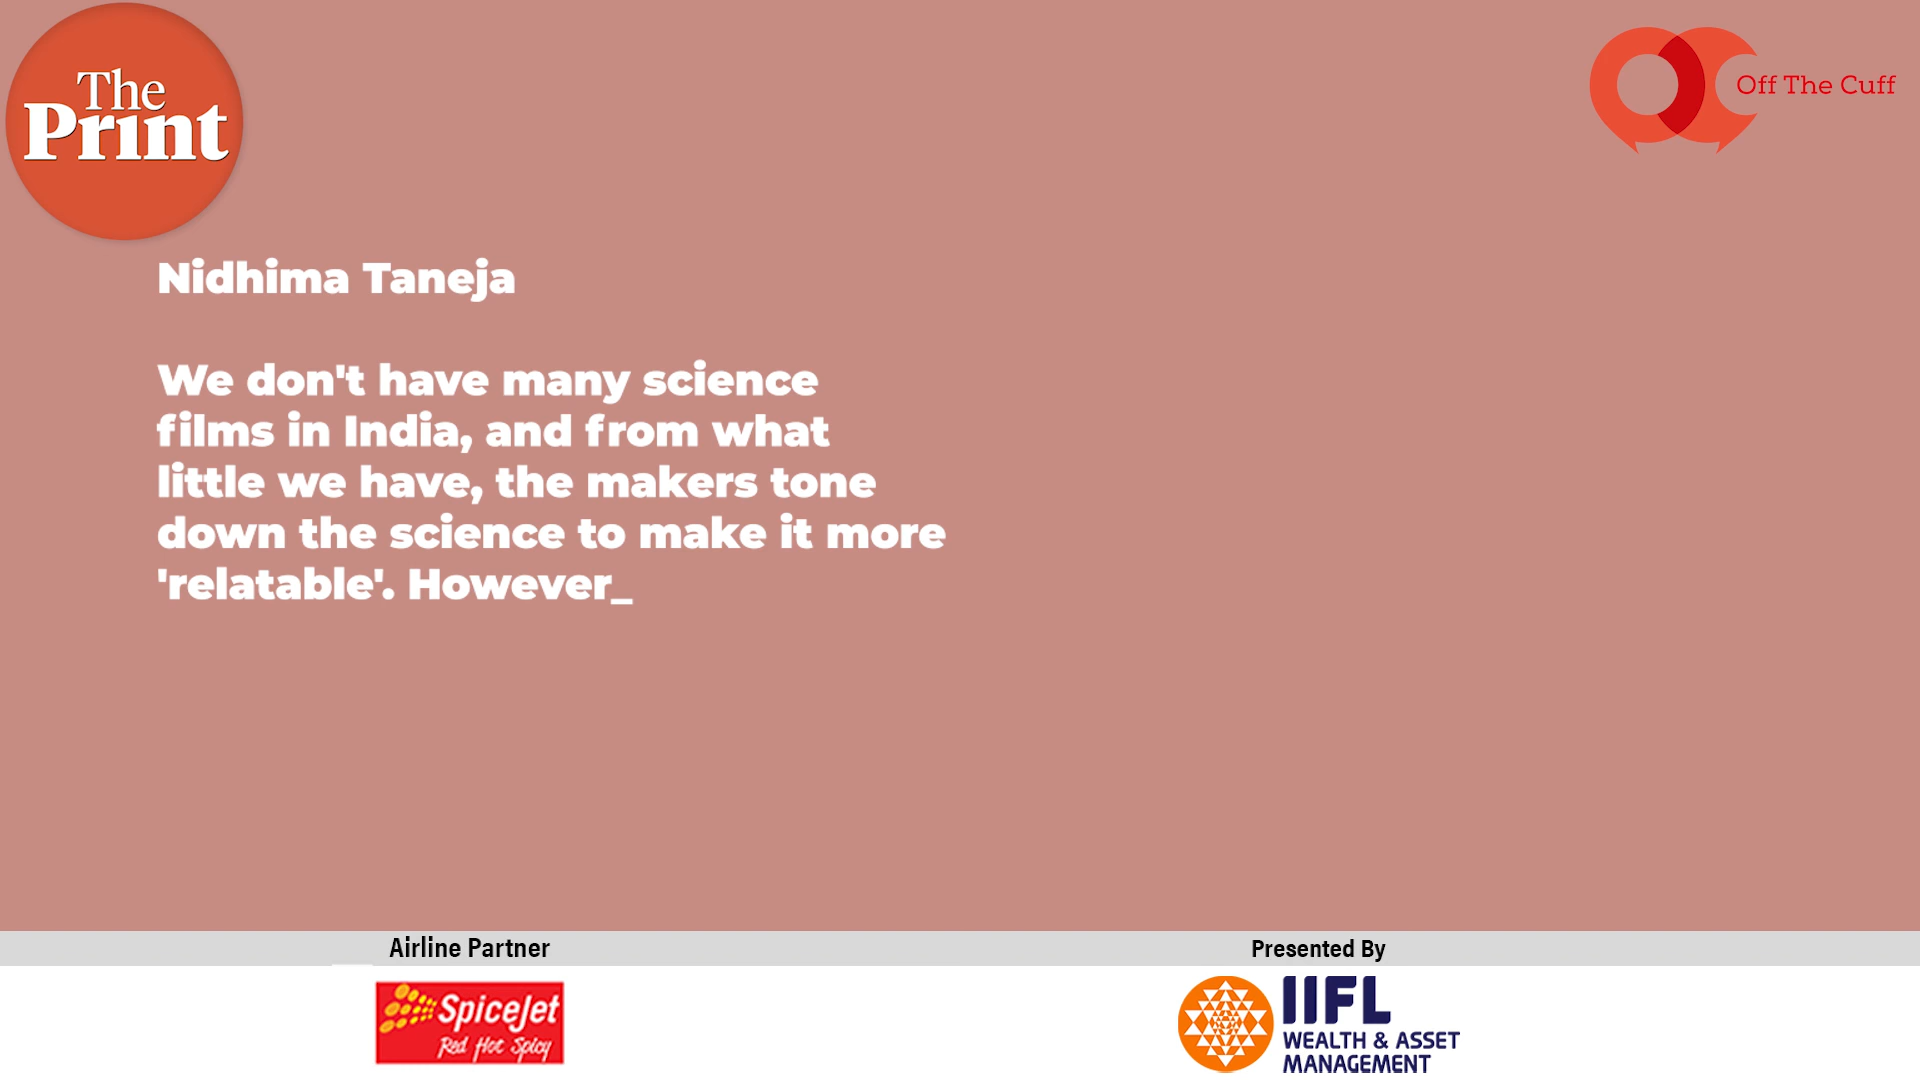 The
Print
Off The Cuff
Nidhima Taneja
We don't have many science
films in India, and from what
little we have, the makers tone
down the science to make it more
'relatable'. However_
Airline Partner
Presented By
SpiceJet
Red Hot Spicy
IIFL
WEALTH & ASSET
MANAGEMENT